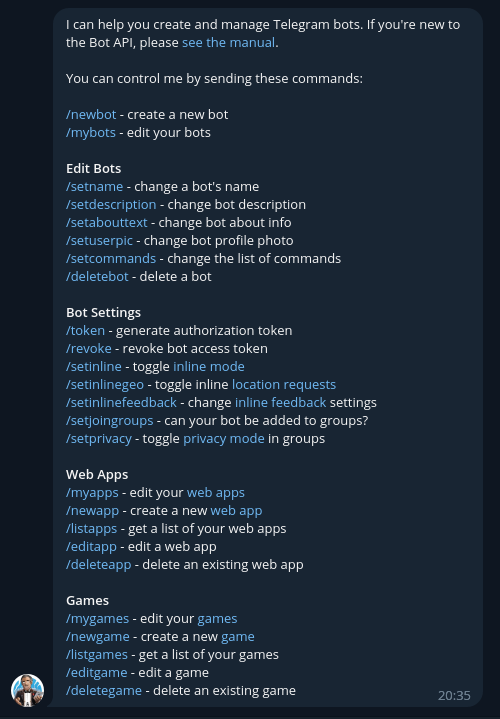 I can help you create and manage Telegram bots. If you're new to
the Bot API, please see the manual.
You can control me by sending these commands:
/newbot - create a new bot
/mybots - edit your bots
Edit Bots
/setname - change a bot's name
/setdescription - change bot description
/setabouttext - change bot about info
/setuserpic - change bot profile photo
/setcommands - change the list of commands
/deletebot - delete a bot
Bot Settings
/token - generate authorization token
/revoke - revoke bot access token
/setinline - toggle inline mode
/setinlinegeo - toggle inline location requests
/setinlinefeedback - change inline feedback settings
/setjoingroups - can your bot be added to groups?
/setprivacy - toggle privacy mode in groups
Web Apps
/myapps - edit your web apps
/newapp - create a new web app
/listapps - get a list of your web apps
/editapp - edit a web app
/deleteapp - delete an existing web app
Games
/mygames - edit your games
/newgame - create a new game
/listgames - get a list of your games
/editgame - edit a game
/deletegame - delete an existing game
20:35